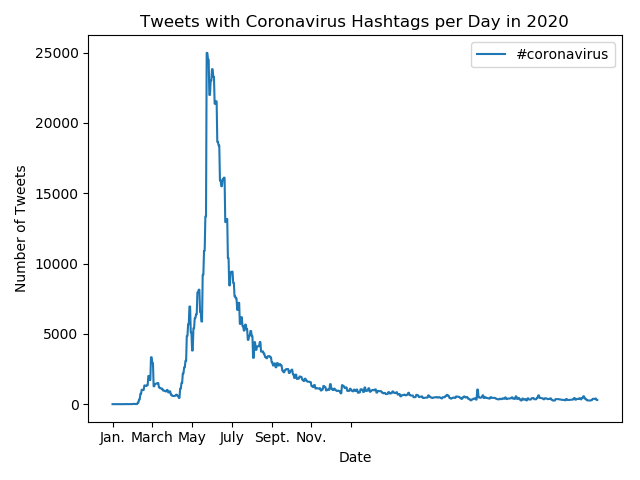 Tweets with Coronavirus Hashtags per Day in 2020
#coronavirus
Number of Tweets
25000
20000
15000
10000
5000
0
Jan. March May July Sept. Nov.
Date